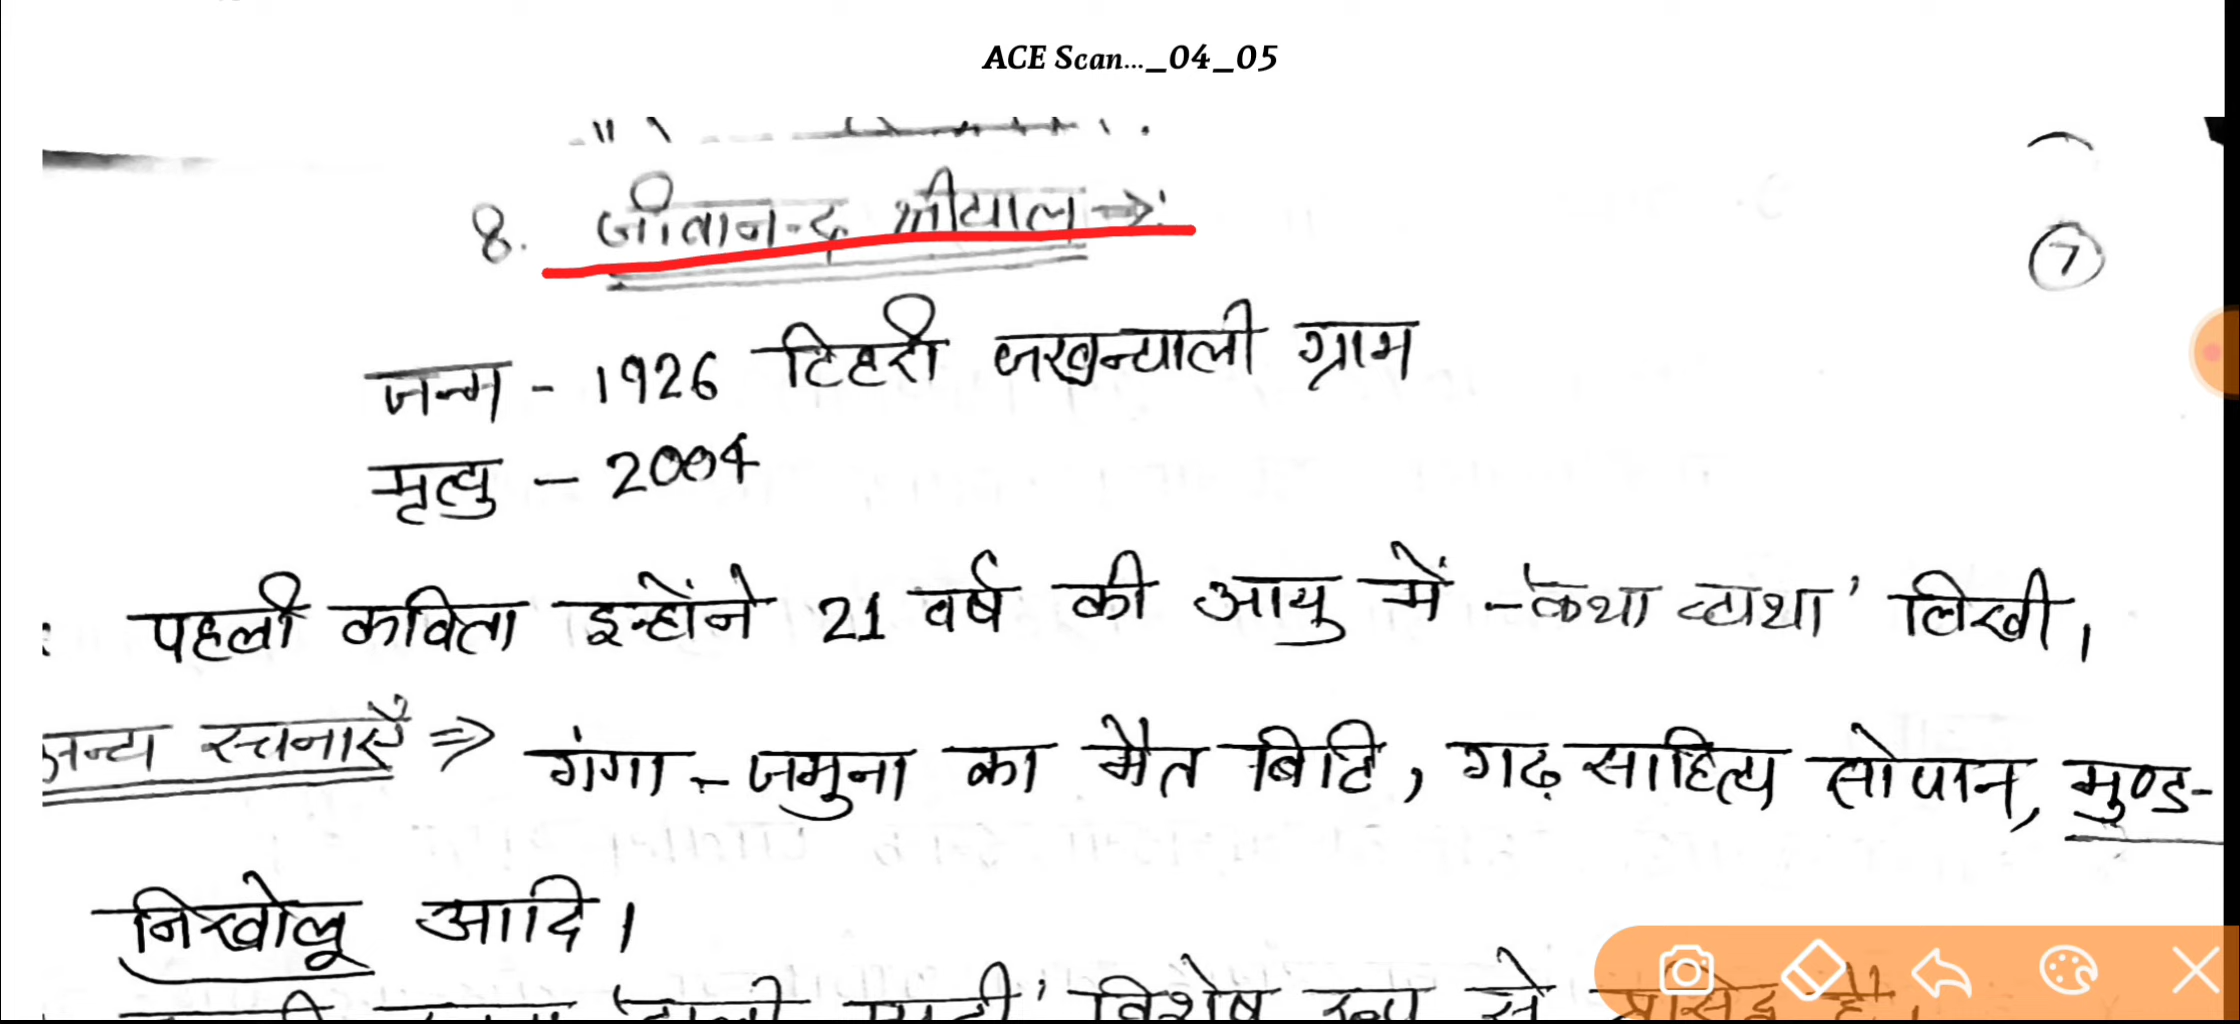 ACE Scan..._04_05
8. जीवानन्द श्रीयाल →
7
जन्म - 1926 टिहरी जखन्याली ग्राम
मृत्यु - 2004
पहली कविता इन्होंने 21 वर्ष की आयु में - कथा व्यथा' लिखी।
अन्य रचनाएँ ⇒ गंगा - जमुना का मैत बिटि, गढ़ साहित्य सोपान, मुण्ड-
निखोलू आदि।
विशेष रूप से प्रसिद्ध है।